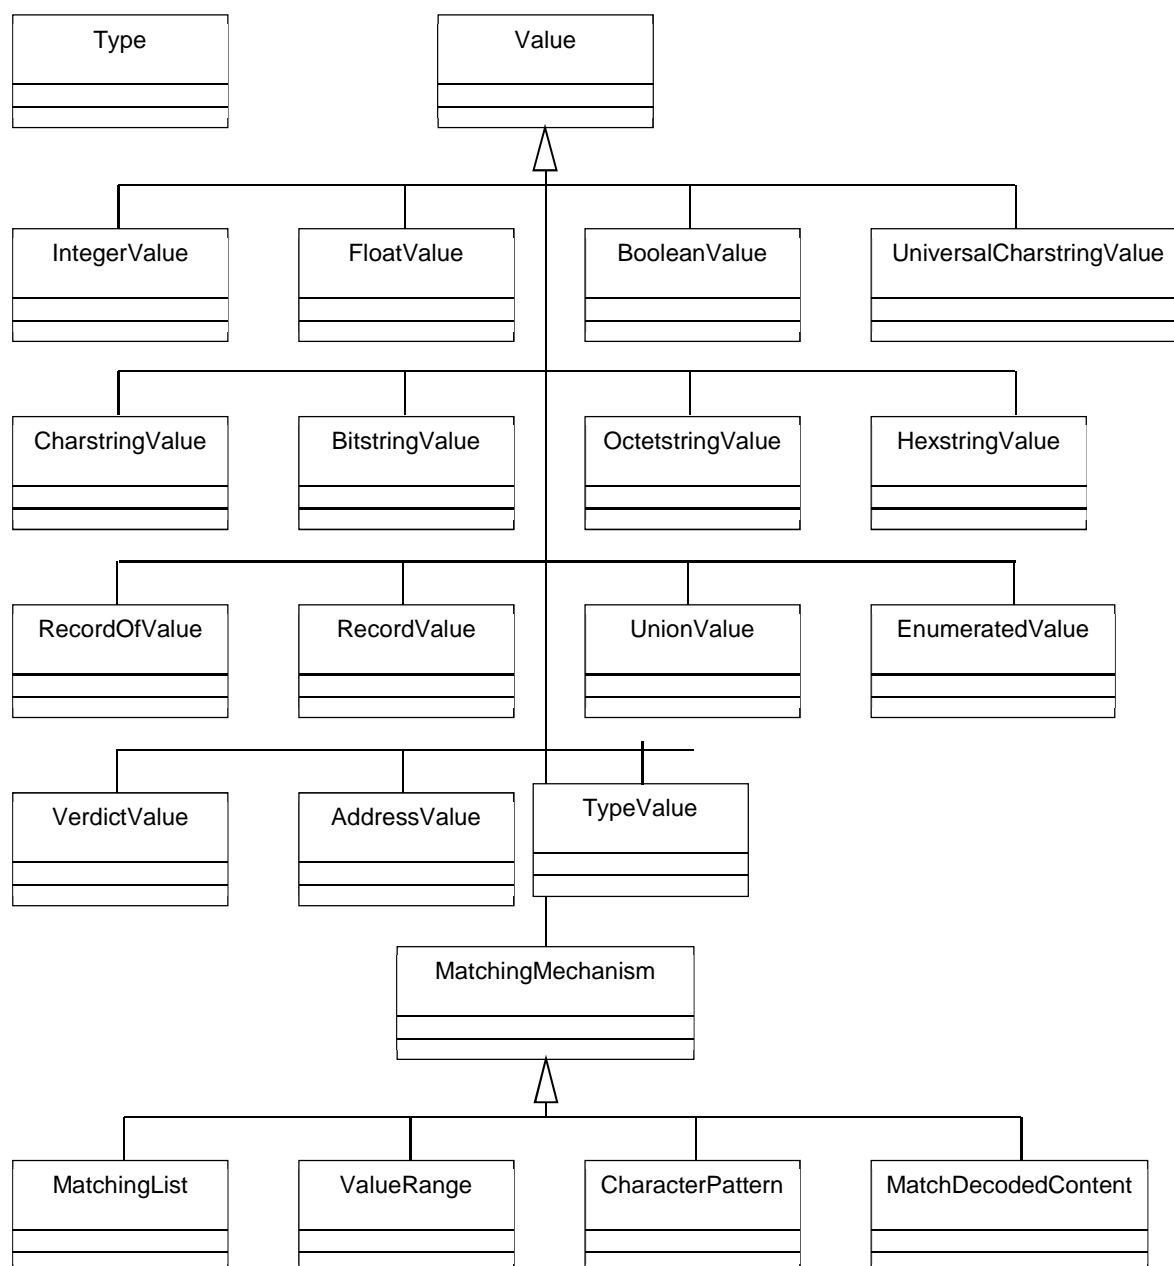 Type
Value
IntegerValue
FloatValue
BooleanValue
UniversalCharstringValue
CharstringValue
BitstringValue
OctetstringValue
HexstringValue
RecordOfValue
RecordValue
UnionValue
EnumeratedValue
VerdictValue
AddressValue
TypeValue
MatchingMechanism
MatchingList
ValueRange
CharacterPattern
MatchDecodedContent